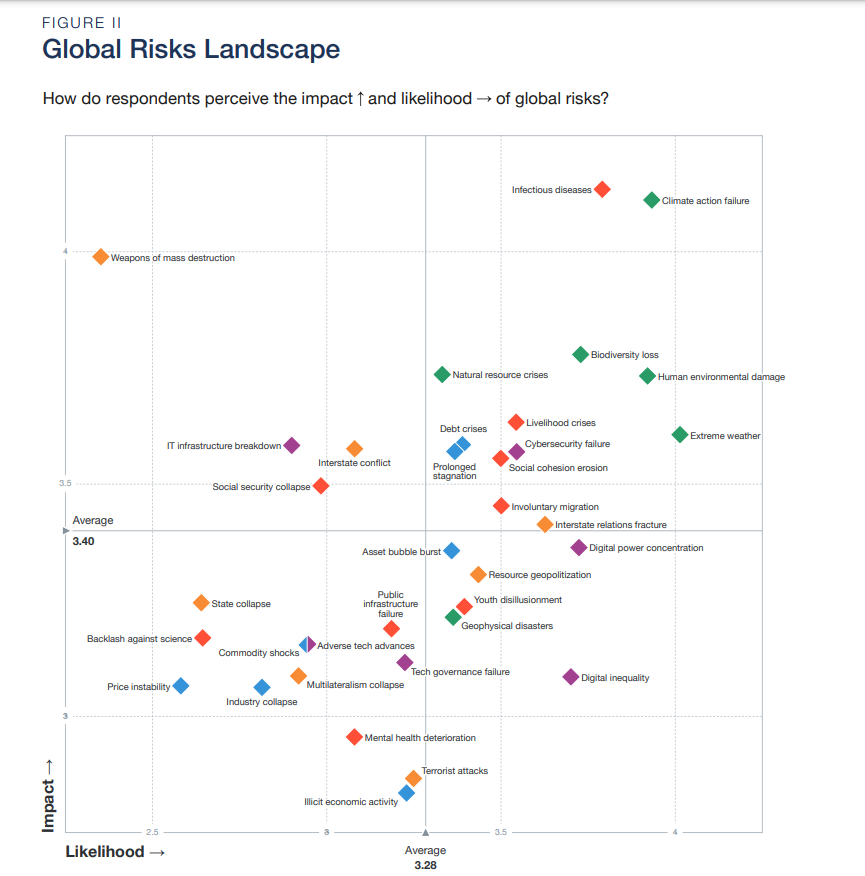 FIGURE II
Global Risks Landscape
How do respondents perceive the impact ↑ and likelihood → of global risks?
Infectious diseases
Climate action failure
4
Weapons of mass destruction
Biodiversity loss
Natural resource crises
Human environmental damage
Livelihood crises
Debt crises
Extreme weather
IT infrastructure breakdown
Cybersecurity failure
Interstate conflict
Prolonged
stagnation
Social cohesion erosion
3.5
Social security collapse
Involuntary migration
Average
Interstate relations fracture
3.40
Asset bubble burst
Digital power concentration
Resource geopolitization
Public
infrastructure
failure
State collapse
Youth disillusionment
Geophysical disasters
Backlash against science
Commodity shocks
Adverse tech advances
Tech governance failure
Digital inequality
Price instability
Multilateralism collapse
Industry collapse
3
Mental health deterioration
Terrorist attacks
Illicit economic activity
Impact →
2.5
3
3.5
4
Likelihood →
Average
3.28